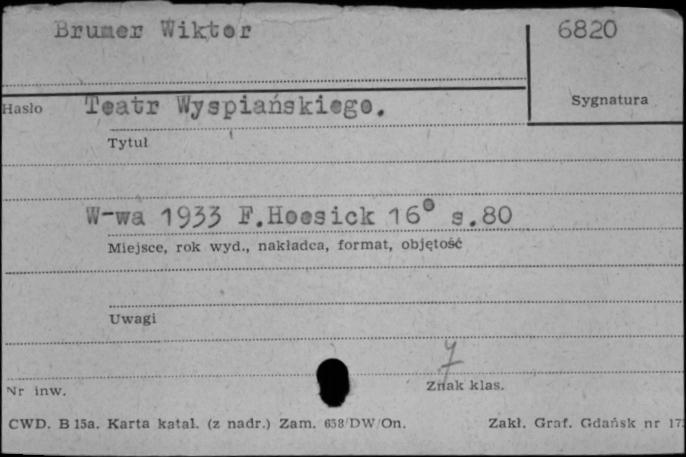 Brumer Wiktor
6820
Hasło
Teatr Wyspiańskiego.
Sygnatura
Tytuł
W-wa 1933 F.Hoesick 16° s.80
Miejsce, rok wyd., nakładca, format, objętość
Uwagi
7
Nr inw.
Znak klas.
CWD. B 15a. Karta katal. (z nadr.) Zam. 658/DW/On.
Zakł. Graf. Gdańsk nr 17